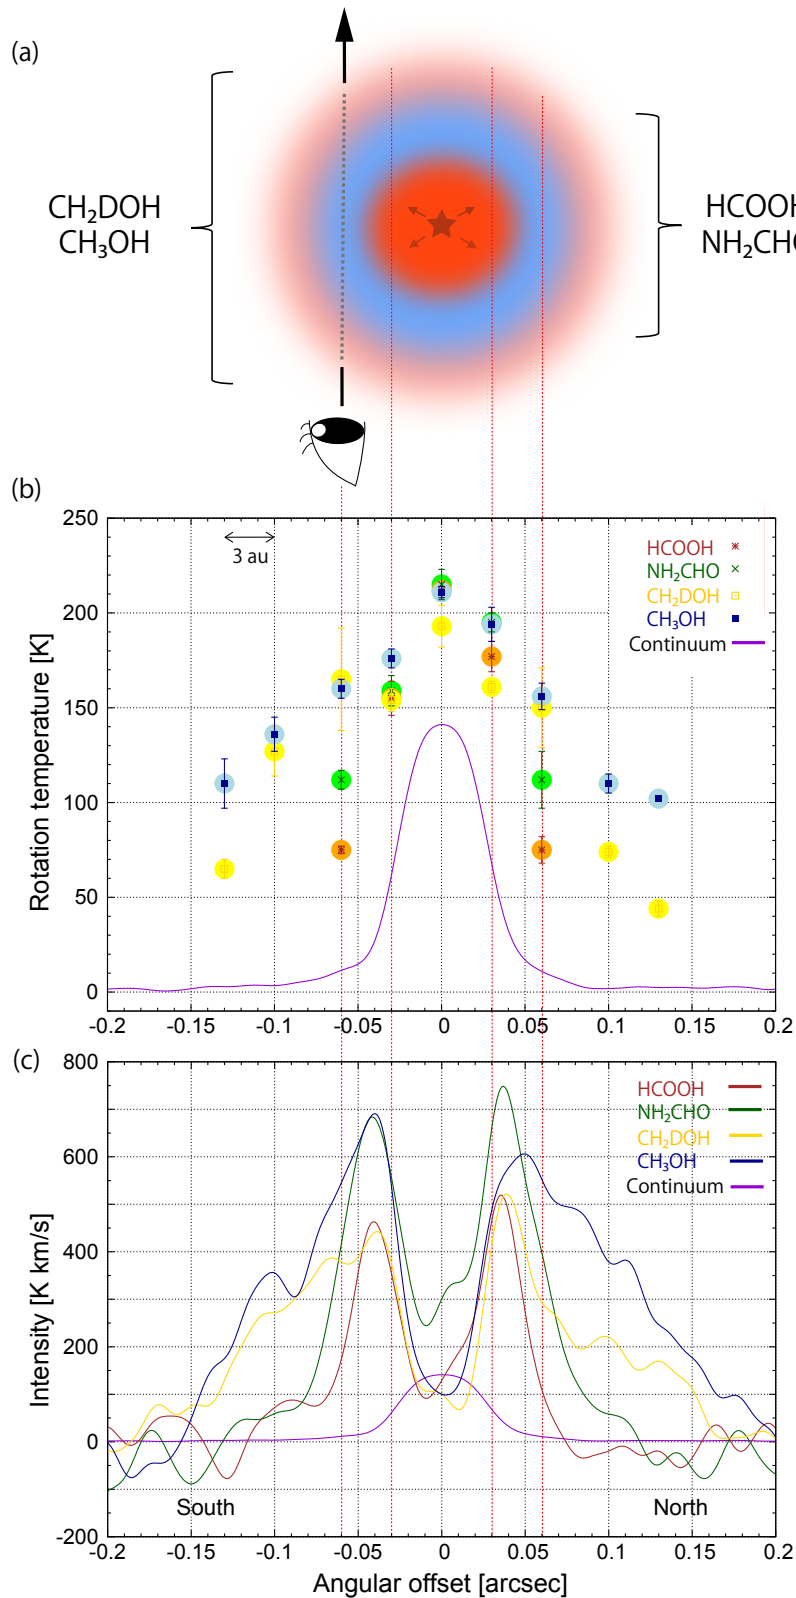 (a)
CH₂DOH
CH₃OH
HCOOH
NH₂CHO
(b)
250
200
150
100
50
0
Rotation temperature [K]
3 au
HCOOH
NH₂CHO
CH₂DOH
CH₃OH
Continuum
-0.2 -0.15 -0.1 -0.05 0 0.05 0.1 0.15 0.2
(c)
800
600
400
200
0
-200
Intensity [K km/s]
HCOOH
NH₂CHO
CH₂DOH
CH₃OH
Continuum
South North
-0.2 -0.15 -0.1 -0.05 0 0.05 0.1 0.15 0.2
Angular offset [arcsec]